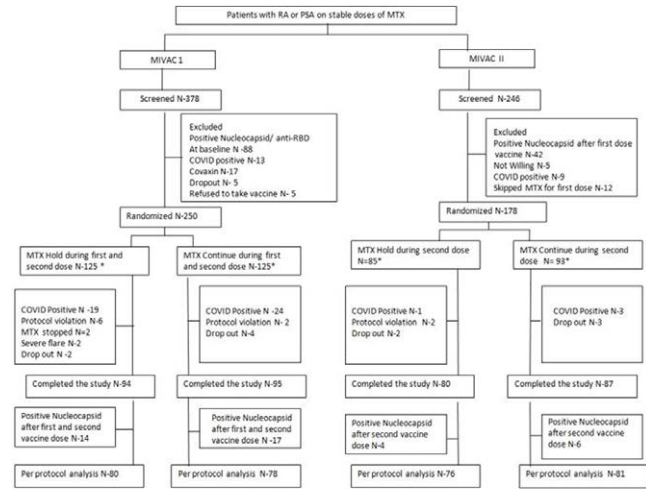 Patients with RA or PSA on stable doses of MTX
MIVAC 1
MIVAC II
Screened N-378
Screened N-246
Excluded
Positive Nucleocapsid/ anti-RBD
At baseline N -88
COVID positive N-13
Covaxin N-17
Dropout N- 5
Refused to take vaccine N- 5
Excluded
Positive Nucleocapsid after first dose
vaccine N-42
Not Willing N-5
COVID positive N-9
Skipped MTX for first dose N-12
Randomized N-250
Randomized N-178
MTX Hold during first and
second dose N-125 *
MTX Continue during first
and second dose N-125*
MTX Hold during second dose
N=85*
MTX Continue during second
dose N= 93*
COVID Positive N -19
Protocol violation N-6
MTX stopped N=2
Severe flare N-2
Drop out N -2
COVID Positive N -24
Protocol violation N- 2
Drop out N-4
COVID Positive N-1
Protocol violation N-2
Drop out N-2
COVID Positive N-3
Drop out N-3
Completed the study N-94
Completed the study N-95
Completed the study N-80
Completed the study N-87
Positive Nucleocapsid
after first and second
vaccine dose N-14
Positive Nucleocapsid
after first and second
vaccine dose N -17
Positive Nucleocapsid
after second vaccine
dose N-4
Positive Nucleocapsid
after second vaccine
dose N-6
Per protocol analysis N-80
Per protocol analysis N-78
Per protocol analysis N-76
Per protocol analysis N-81